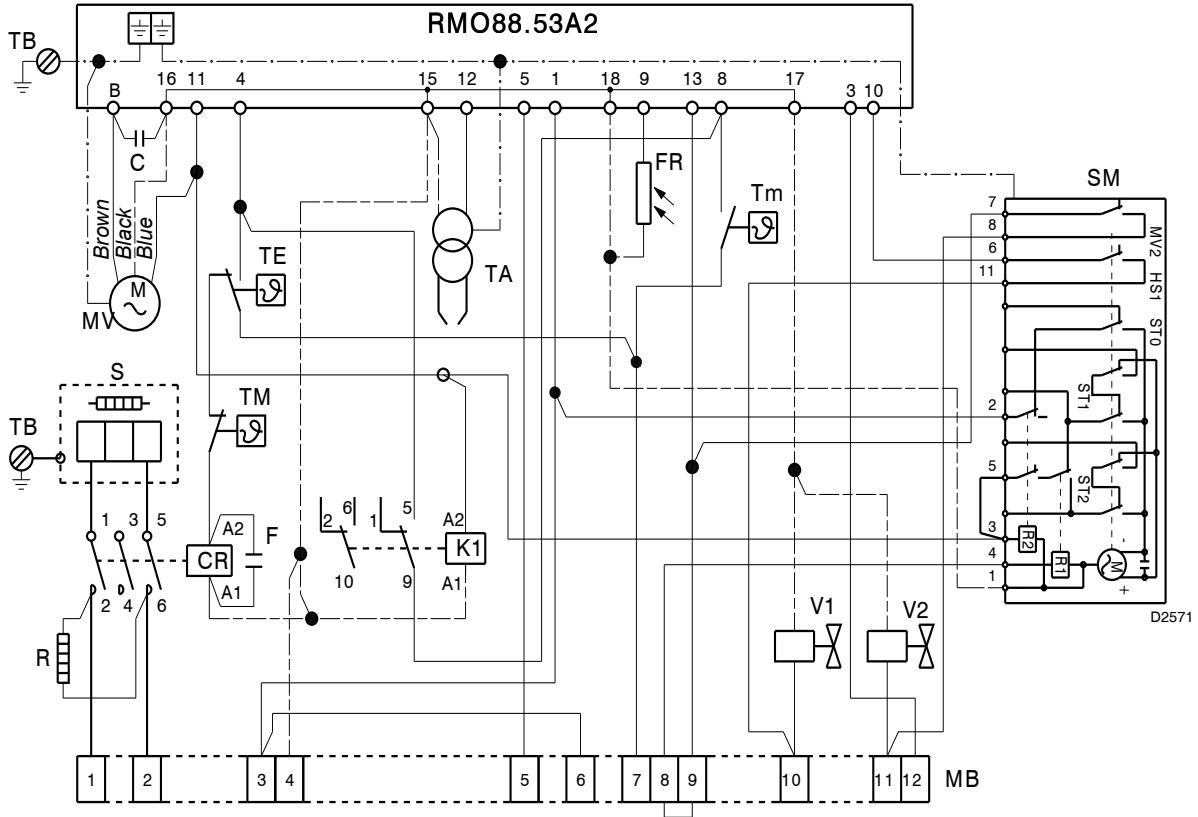 RMO88.53A2
TB
B 16 11 4 15 12 5 1 18 9 13 8 17 3 10
C
Brown
Black
Blue
M
MV
TE
ϑ
TA
FR
Tm
ϑ
SM
7
8
6
11
2
5
3
4
1
MV2
HS1
ST0
ST1
ST2
R2
R1
M
-
+
D2571
S
TB
TM
ϑ
1 3 5
2 4 6
R
CR
A2
A1
F
6
2
10
5
1
9
A2
K1
A1
V1
V2
1 2 3 4 5 6 7 8 9 10 11 12 MB